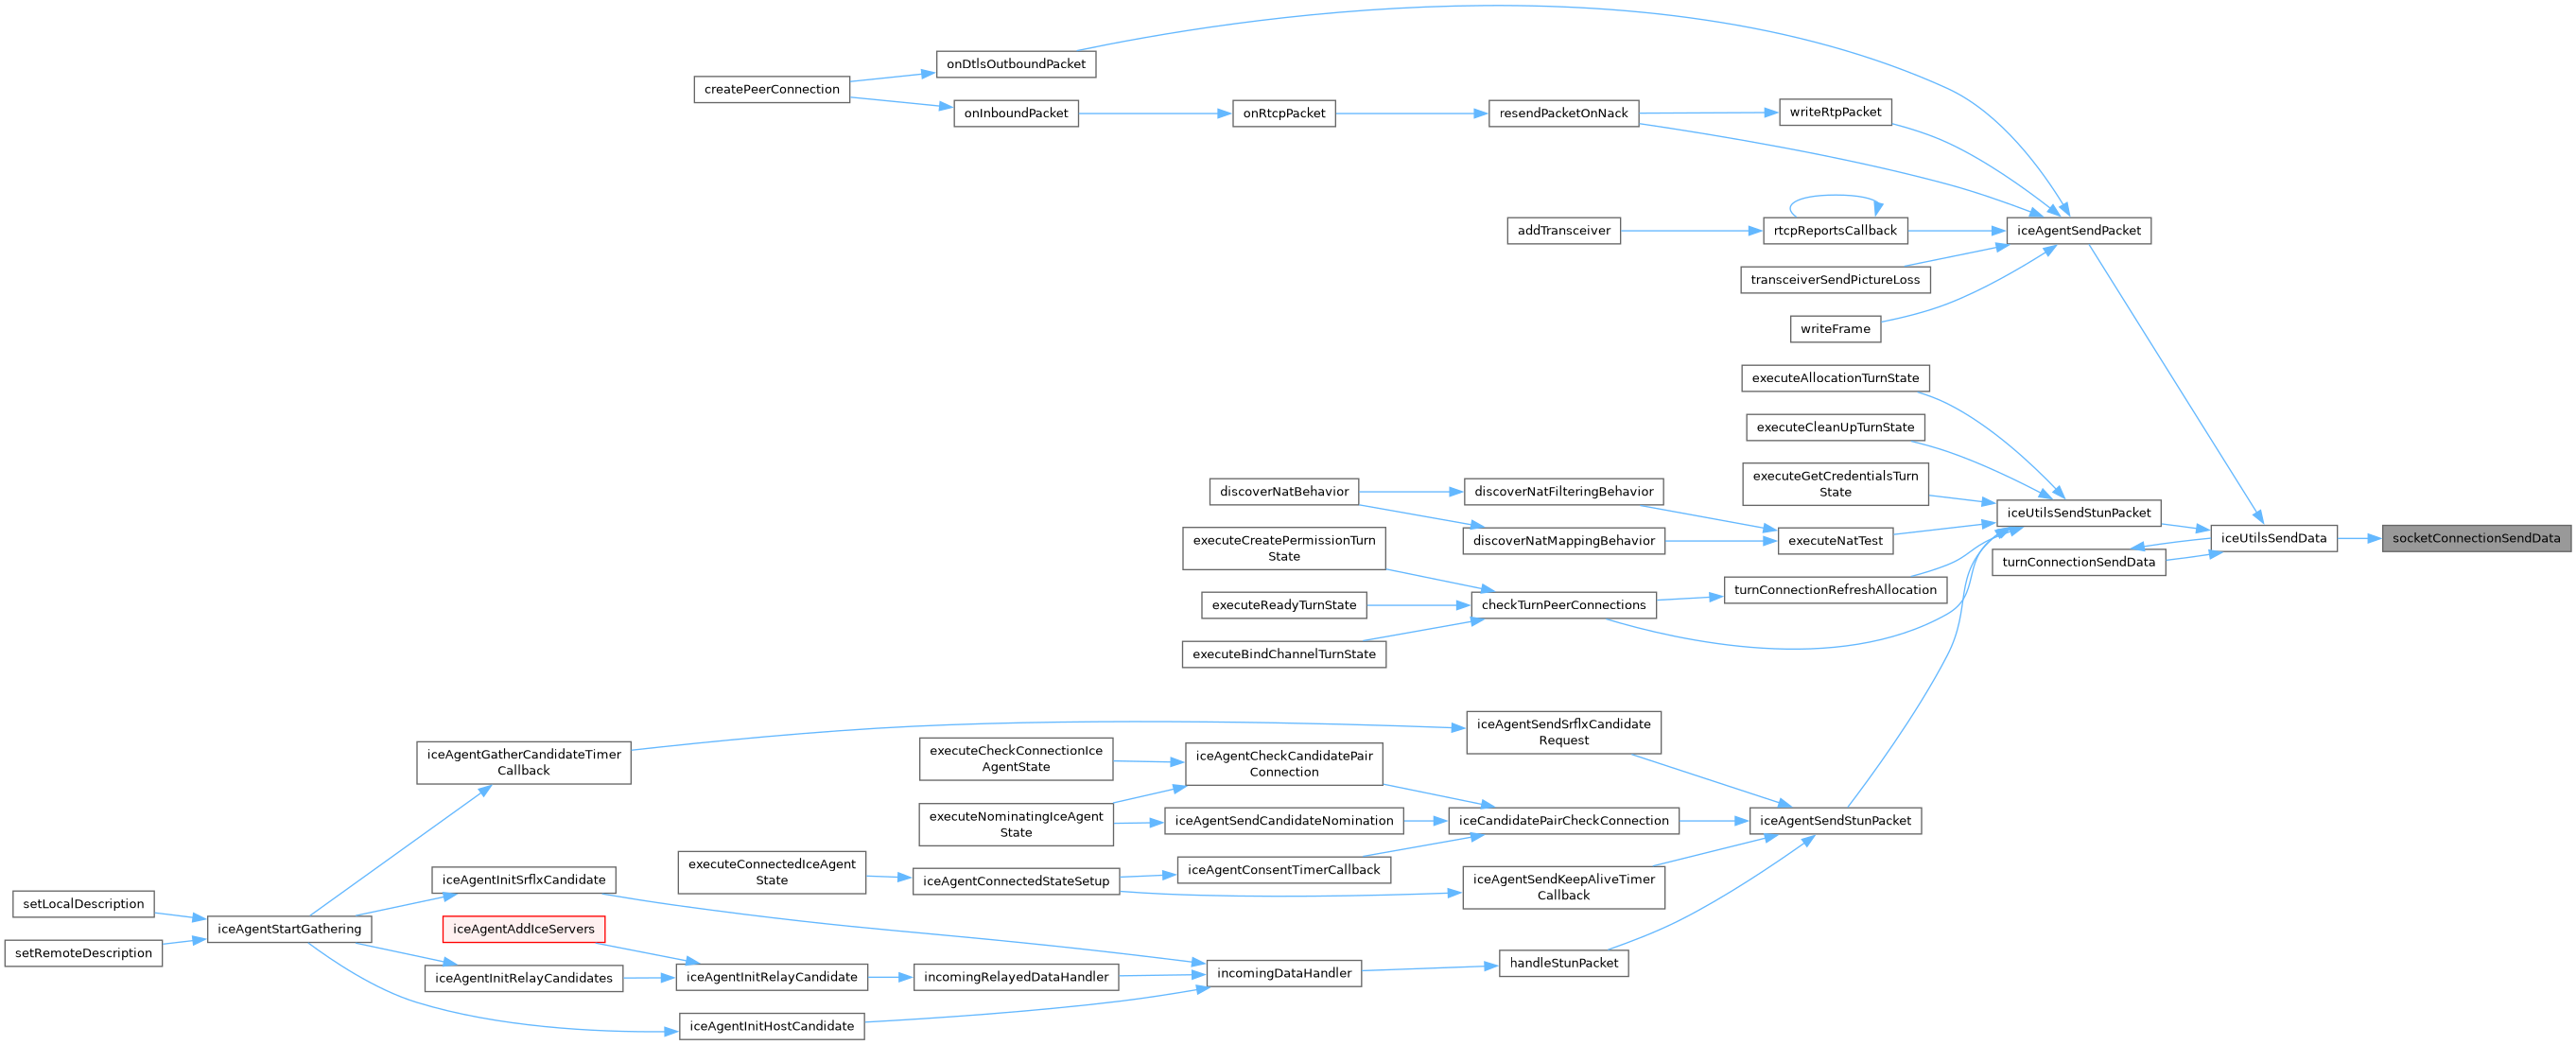 onDtlsOutboundPacket
createPeerConnection
onInboundPacket
onRtcpPacket
resendPacketOnNack
writeRtpPacket
addTransceiver
rtcpReportsCallback
iceAgentSendPacket
transceiverSendPictureLoss
writeFrame
executeAllocationTurnState
executeCleanUpTurnState
executeGetCredentialsTurn
State
discoverNatBehavior
discoverNatFilteringBehavior
iceUtilsSendStunPacket
executeCreatePermissionTurn
State
discoverNatMappingBehavior
executeNatTest
iceUtilsSendData
socketConnectionSendData
turnConnectionSendData
turnConnectionRefreshAllocation
executeReadyTurnState
checkTurnPeerConnections
executeBindChannelTurnState
iceAgentSendSrflxCandidate
Request
iceAgentGatherCandidateTimer
Callback
executeCheckConnectionIce
AgentState
iceAgentCheckCandidatePair
Connection
executeNominatingIceAgent
State
iceAgentSendCandidateNomination
iceCandidatePairCheckConnection
iceAgentSendStunPacket
executeConnectedIceAgent
State
iceAgentConnectedStateSetup
iceAgentConsentTimerCallback
iceAgentSendKeepAliveTimer
Callback
iceAgentInitSrflxCandidate
setLocalDescription
iceAgentStartGathering
iceAgentAddIceServers
setRemoteDescription
iceAgentInitRelayCandidates
iceAgentInitRelayCandidate
incomingRelayedDataHandler
incomingDataHandler
handleStunPacket
iceAgentInitHostCandidate